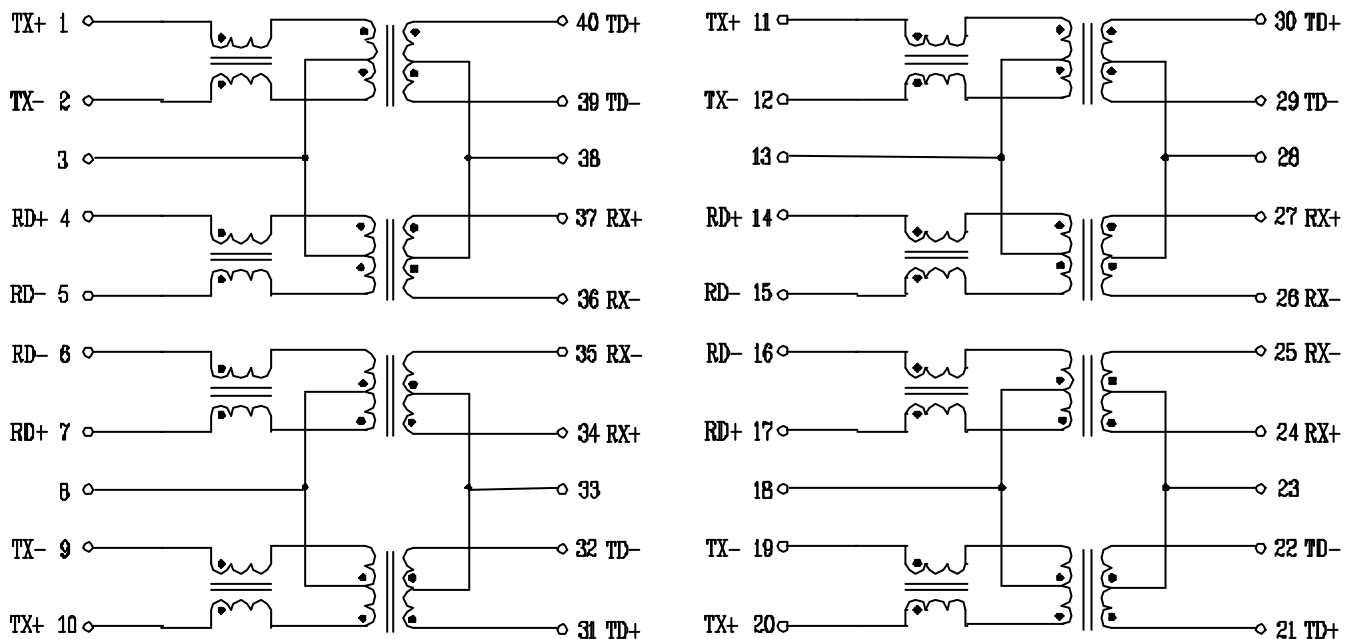 TX+ 1 40 TD+ TX+ 11 30 TD+
TX- 2 39 TD- TX- 12 29 TD-
3 38 13 28
RD+ 4 37 RX+ RD+ 14 27 RX+
RD- 5 36 RX- RD- 15 26 RX-
RD- 6 35 RX- RD- 16 25 RX-
RD+ 7 34 RX+ RD+ 17 24 RX+
8 33 18 23
TX- 9 32 TD- TX- 19 22 TD-
TX+ 10 31 TD+ TX+ 20 21 TD+